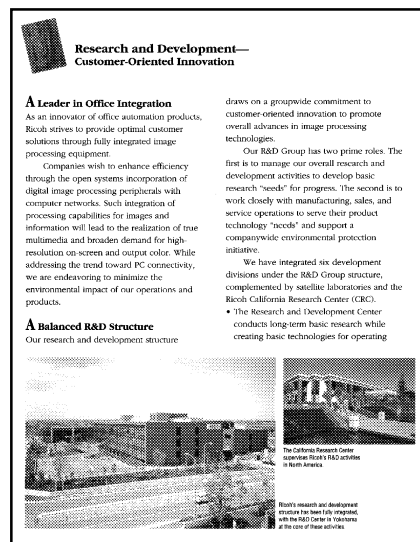 Research and Development—
Customer-Oriented Innovation
A Leader in Office Integration
As an innovator of office automation products,
Ricoh strives to provide optimal customer
solutions through fully integrated image
processing equipment.
Companies wish to enhance efficiency
through the open systems incorporation of
digital image processing peripherals with
computer networks. Such integration of
processing capabilities for images and
information will lead to the realization of true
multimedia and broaden demand for high-
resolution on-screen and output color. While
addressing the trend toward PC connectivity,
we are endeavoring to minimize the
environmental impact of our operations and
products.
A Balanced R&D Structure
Our research and development structure
draws on a groupwide commitment to
customer-oriented innovation to promote
overall advances in image processing
technologies.
Our R&D Group has two prime roles. The
first is to manage our overall research and
development activities to develop basic
research “seeds” for progress. The second is to
work closely with manufacturing, sales, and
service operations to serve their product
technology “needs” and support a
companywide environmental protection
initiative.
We have integrated six development
divisions under the R&D Group structure,
complemented by satellite laboratories and the
Ricoh California Research Center (CRC).
• The Research and Development Center
conducts long-term basic research while
creating basic technologies for operating
The California Research Center
supervises Ricoh's R&D activities
in North America.
Ricoh's research and development
structure has been fully integrated,
with the R&D Center in Yokohama
at the core of these activities.